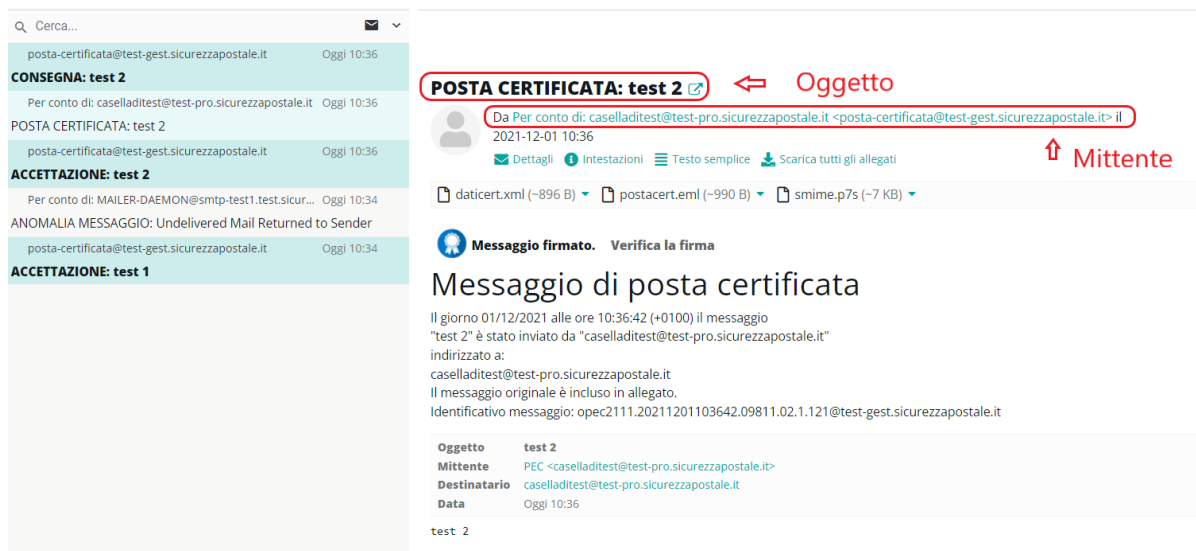 Cerca...
posta-certificata@test-gest.sicurezzapostale.it Oggi 10:36
CONSEGNA: test 2
Per conto di: caselladitest@test-pro.sicurezzapostale.it Oggi 10:36
POSTA CERTIFICATA: test 2
posta-certificata@test-gest.sicurezzapostale.it Oggi 10:36
ACCETTAZIONE: test 2
Per conto di: MAILER-DAEMON@smtp-test1.test.sicur... Oggi 10:34
ANOMALIA MESSAGGIO: Undelivered Mail Returned to Sender
posta-certificata@test-gest.sicurezzapostale.it Oggi 10:34
ACCETTAZIONE: test 1
POSTA CERTIFICATA: test 2 Oggetto
Da Per conto di: caselladitest@test-pro.sicurezzapostale.it <posta-certificata@test-gest.sicurezzapostale.it> il
2021-12-01 10:36
Mittente
Dettagli Intestazioni Testo semplice Scarica tutti gli allegati
daticert.xml (~896 B) postacert.eml (~990 B) smime.p7s (~7 KB)
Messaggio firmato. Verifica la firma
Messaggio di posta certificata
Il giorno 01/12/2021 alle ore 10:36:42 (+0100) il messaggio
"test 2" è stato inviato da "caselladitest@test-pro.sicurezzapostale.it"
indirizzato a:
caselladitest@test-pro.sicurezzapostale.it
Il messaggio originale è incluso in allegato.
Identificativo messaggio: opec2111.20211201103642.09811.02.1.121@test-gest.sicurezzapostale.it
Oggetto test 2
Mittente PEC <caselladitest@test-pro.sicurezzapostale.it>
Destinatario caselladitest@test-pro.sicurezzapostale.it
Data Oggi 10:36
test 2